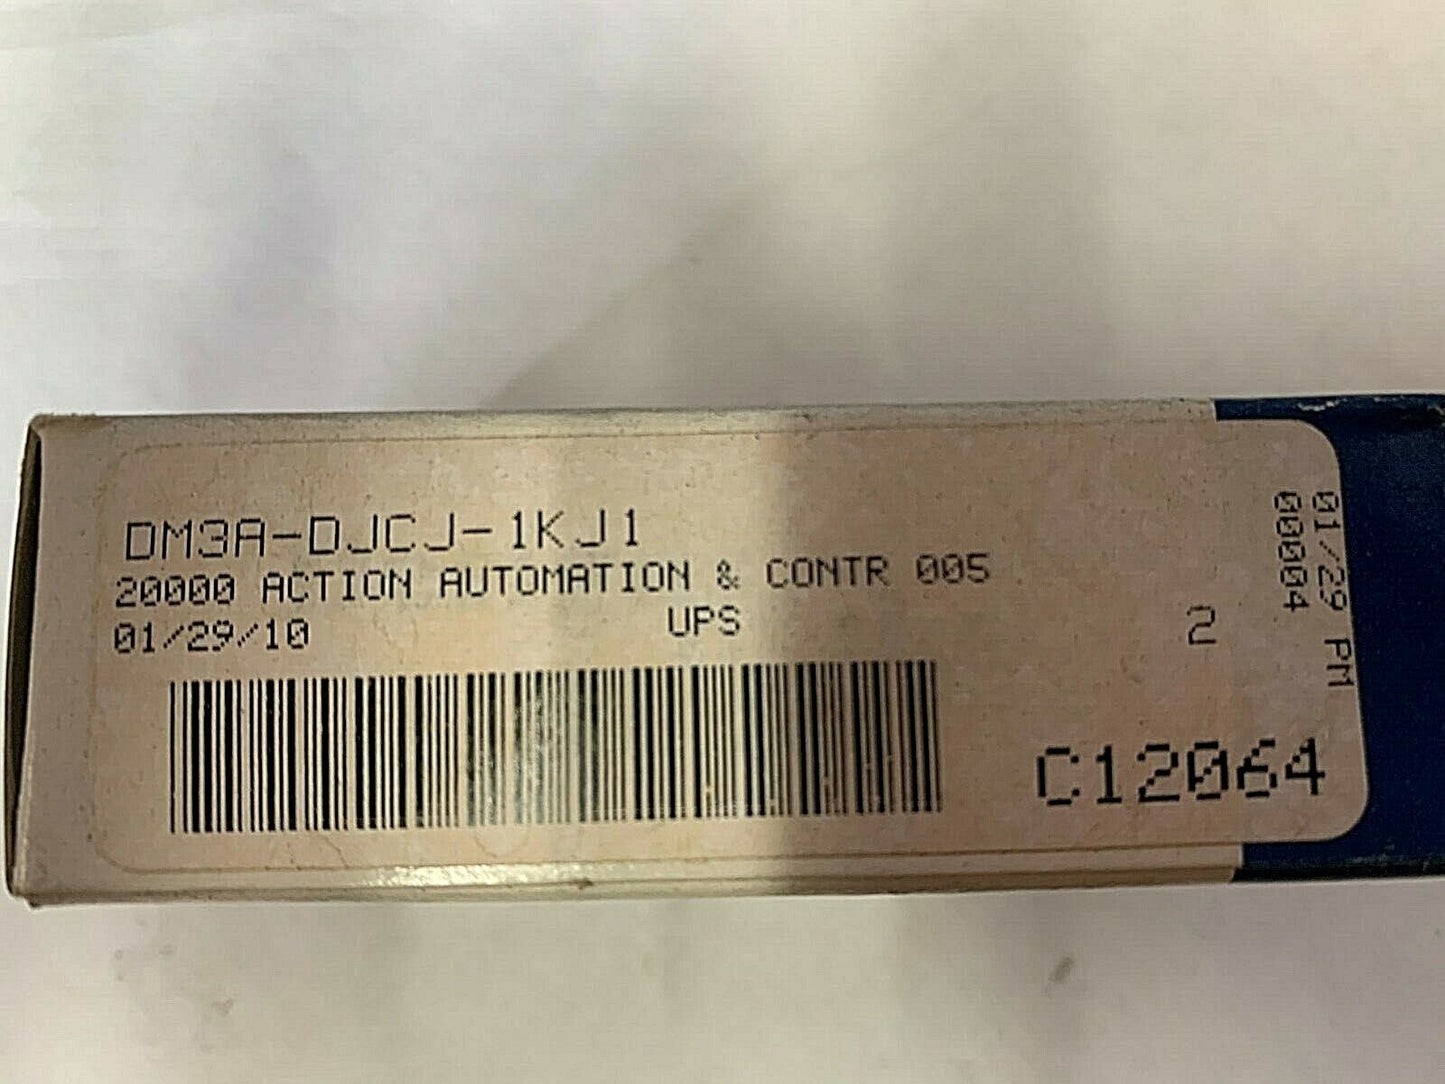 DM3A-DJCJ-1KJ1
20000 ACTION AUTOMATION & CONTR 005
01/29/10 UPS
2
C12064
01/29 PM
00004